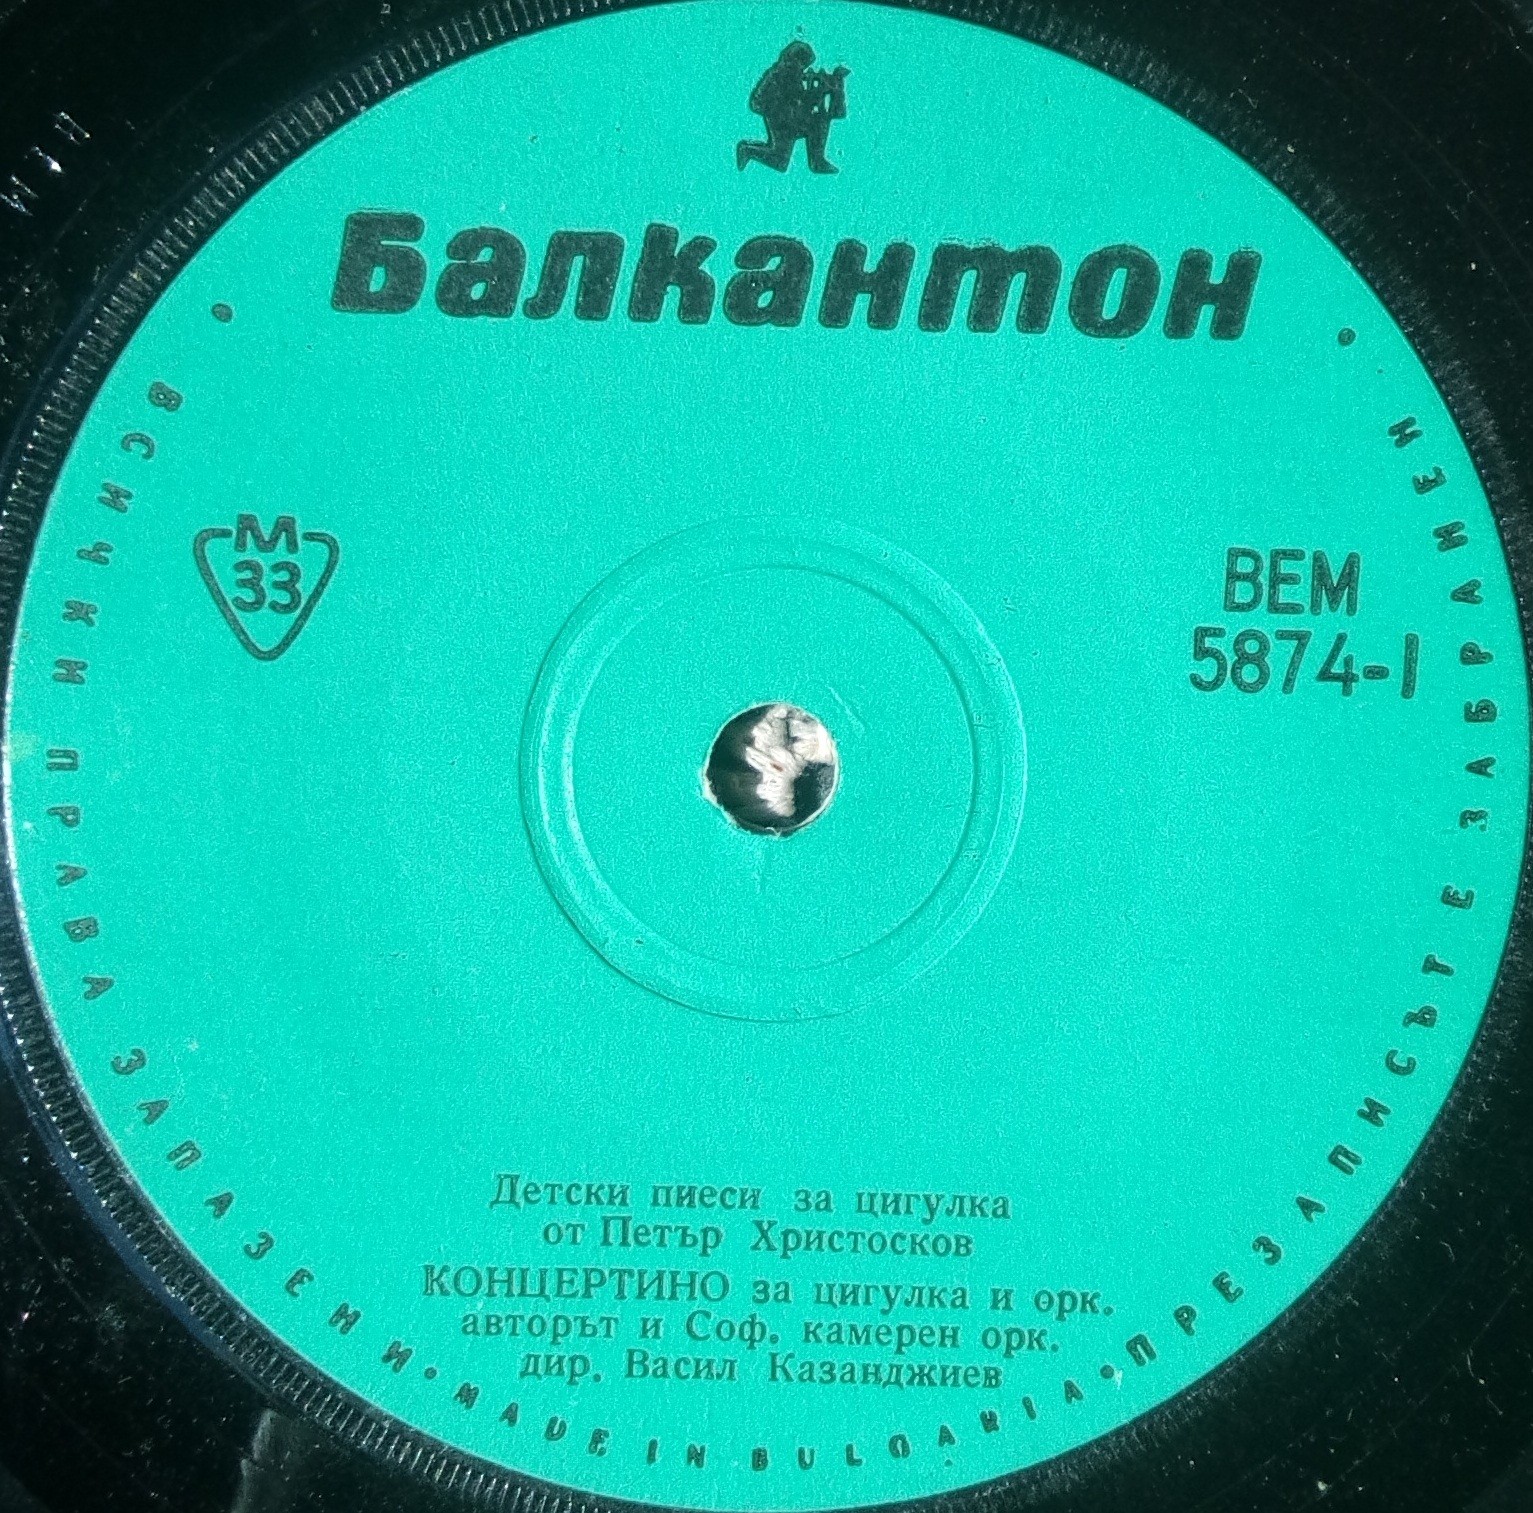 Балкантон
М
33
ВЕМ
5874-I
Детски пиеси за цигулка
от Петър Христосков
КОНЦЕРТИНО за цигулка и орк.
авторът и Соф. камерен орк.
дир. Васил Казанджиев
• ВСИЧКИ ПРАВА ЗАПАЗЕНИ • MADE IN BULGARIA • ПРЕЗАПИСЪТ Е ЗАБРАНЕН •